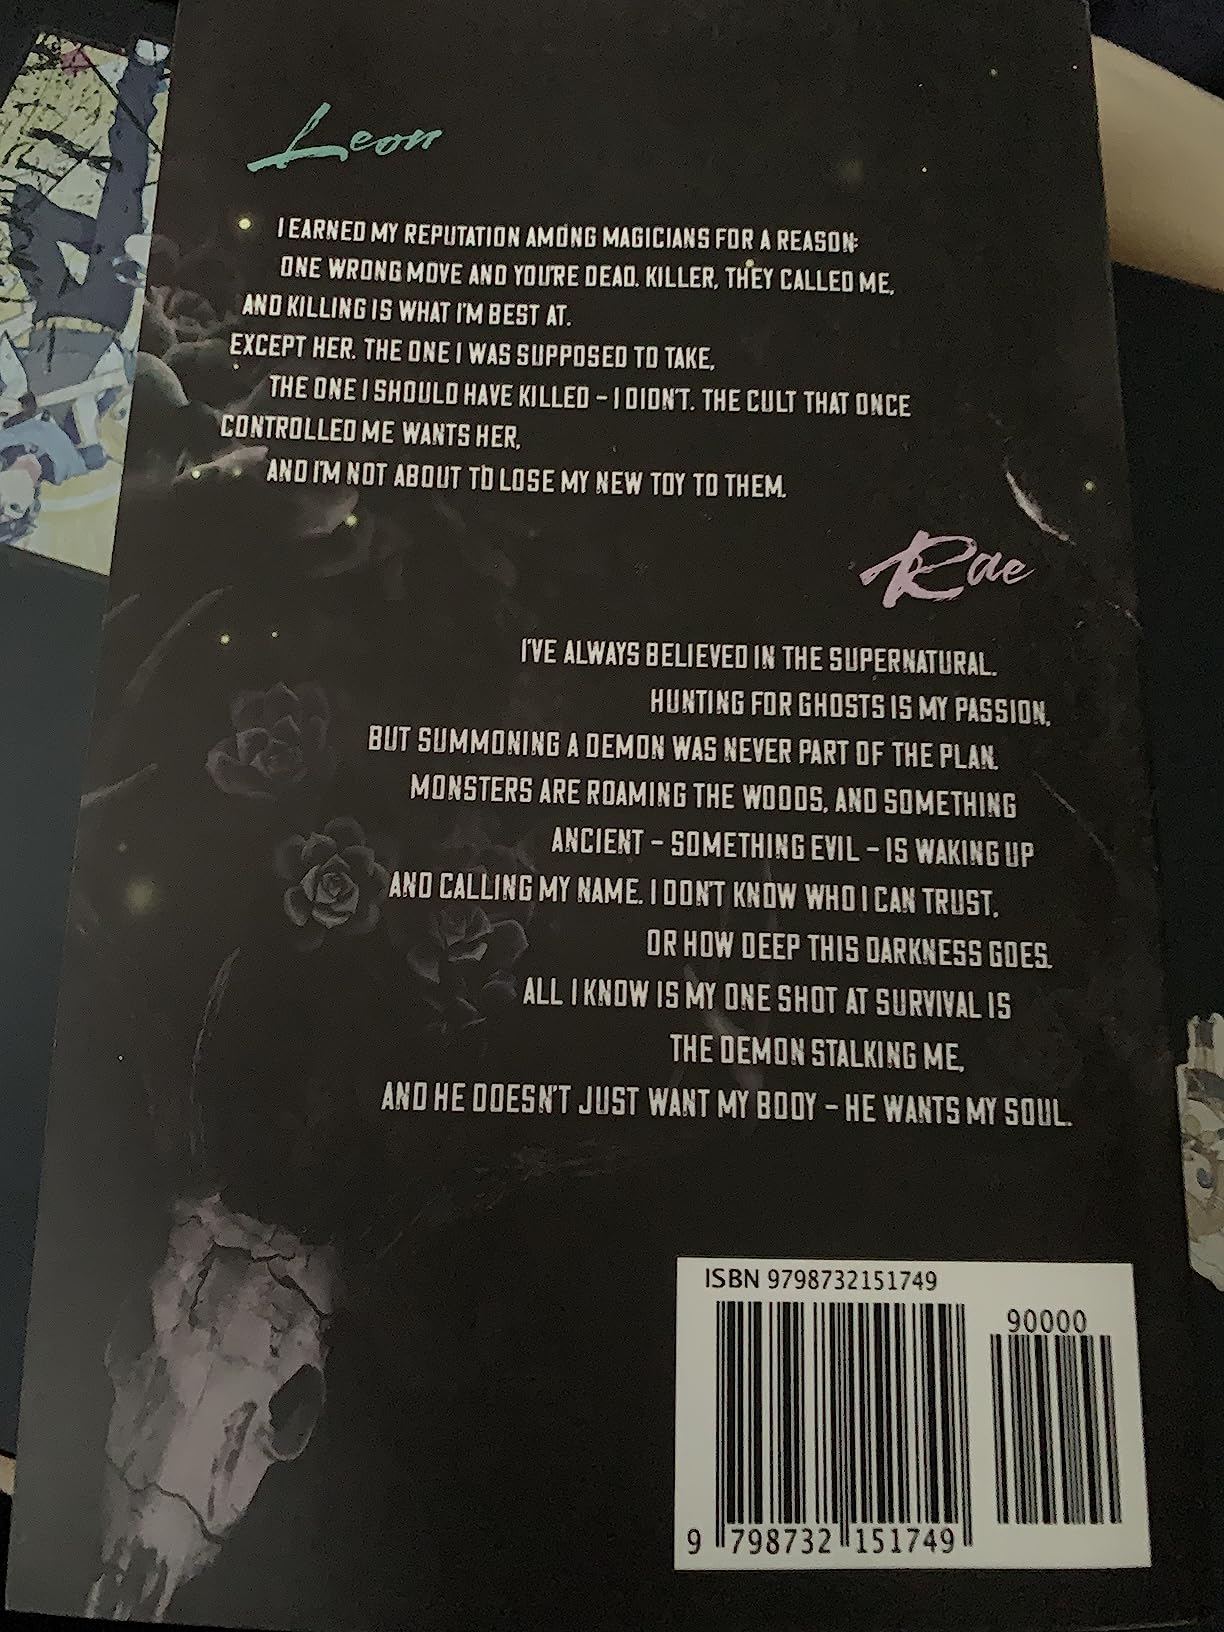 Leon
I EARNED MY REPUTATION AMONG MAGICIANS FOR A REASON:
ONE WRONG MOVE AND YOU'RE DEAD. KILLER, THEY CALLED ME,
AND KILLING IS WHAT I'M BEST AT.
EXCEPT HER. THE ONE I WAS SUPPOSED TO TAKE,
THE ONE I SHOULD HAVE KILLED – I DIDN'T. THE CULT THAT ONCE
CONTROLLED ME WANTS HER,
AND I'M NOT ABOUT TO LOSE MY NEW TOY TO THEM.
Rae
I'VE ALWAYS BELIEVED IN THE SUPERNATURAL.
HUNTING FOR GHOSTS IS MY PASSION,
BUT SUMMONING A DEMON WAS NEVER PART OF THE PLAN.
MONSTERS ARE ROAMING THE WOODS, AND SOMETHING
ANCIENT – SOMETHING EVIL – IS WAKING UP
AND CALLING MY NAME. I DON'T KNOW WHO I CAN TRUST,
OR HOW DEEP THIS DARKNESS GOES.
ALL I KNOW IS MY ONE SHOT AT SURVIVAL IS
THE DEMON STALKING ME,
AND HE DOESN'T JUST WANT MY BODY – HE WANTS MY SOUL.
ISBN 9798732151749
90000
9 798732 151749